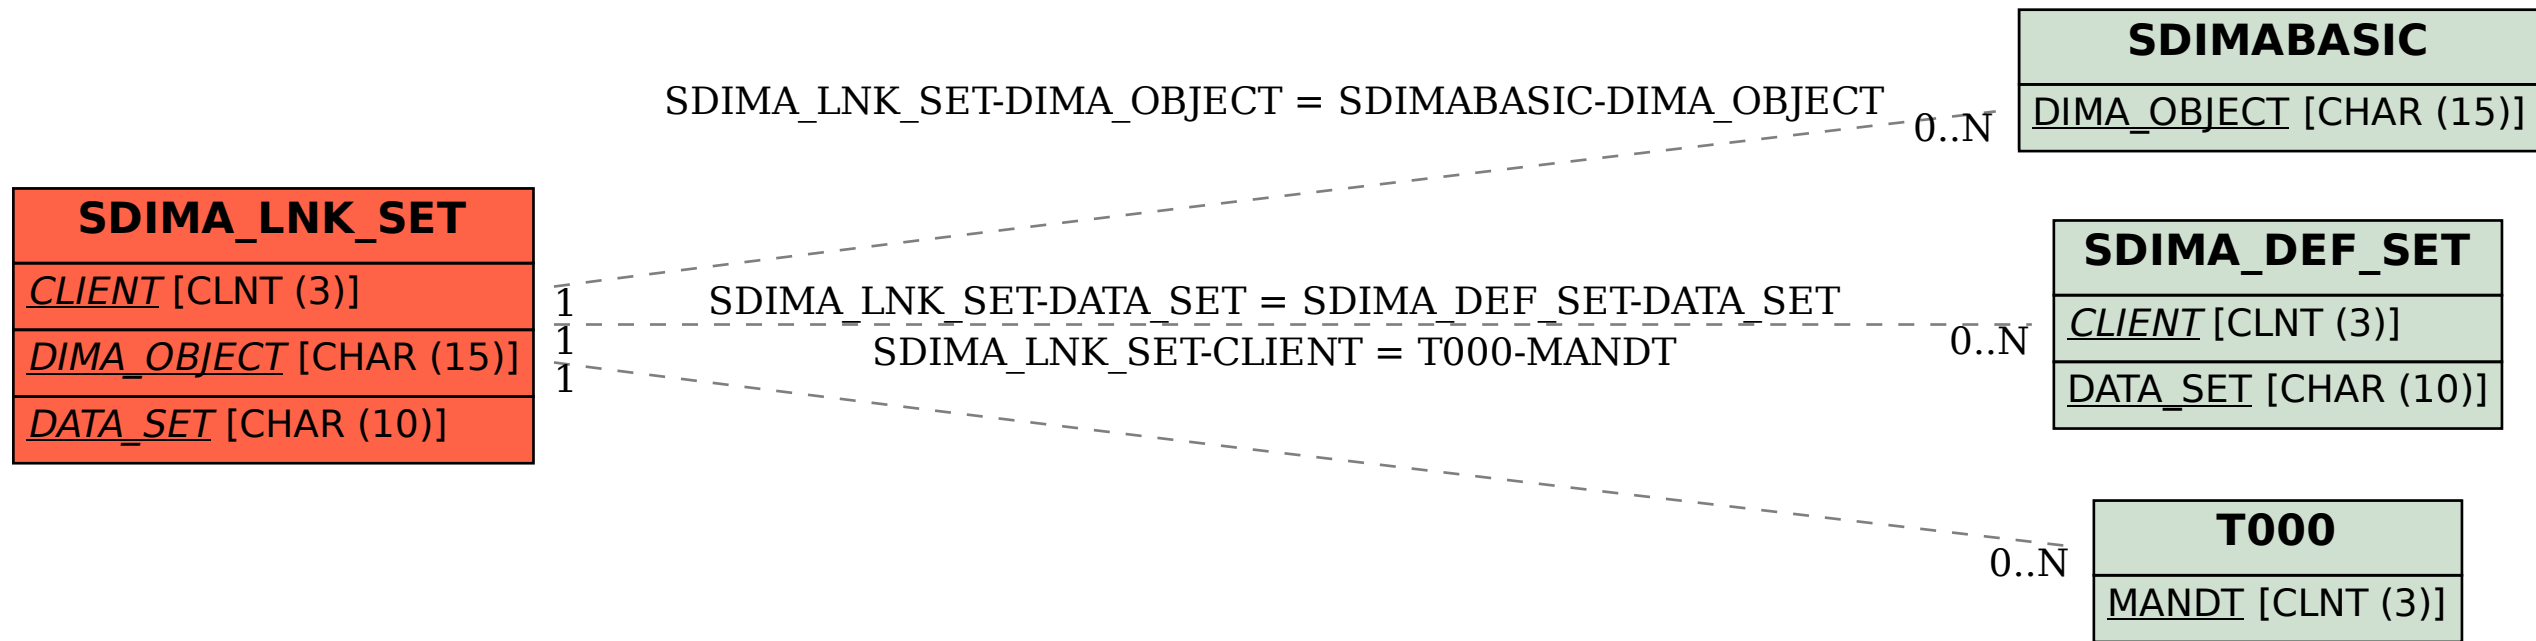 SDIMABASIC
DIMA_OBJECT [CHAR (15)]
SDIMA_LNK_SET-DIMA_OBJECT = SDIMABASIC-DIMA_OBJECT
0..N
SDIMA_LNK_SET
CLIENT [CLNT (3)]
DIMA_OBJECT [CHAR (15)]
DATA_SET [CHAR (10)]
1
SDIMA_LNK_SET-DATA_SET = SDIMA_DEF_SET-DATA_SET
1
0..N
SDIMA_LNK_SET-CLIENT = T000-MANDT
1
0..N
SDIMA_DEF_SET
CLIENT [CLNT (3)]
DATA_SET [CHAR (10)]
T000
MANDT [CLNT (3)]